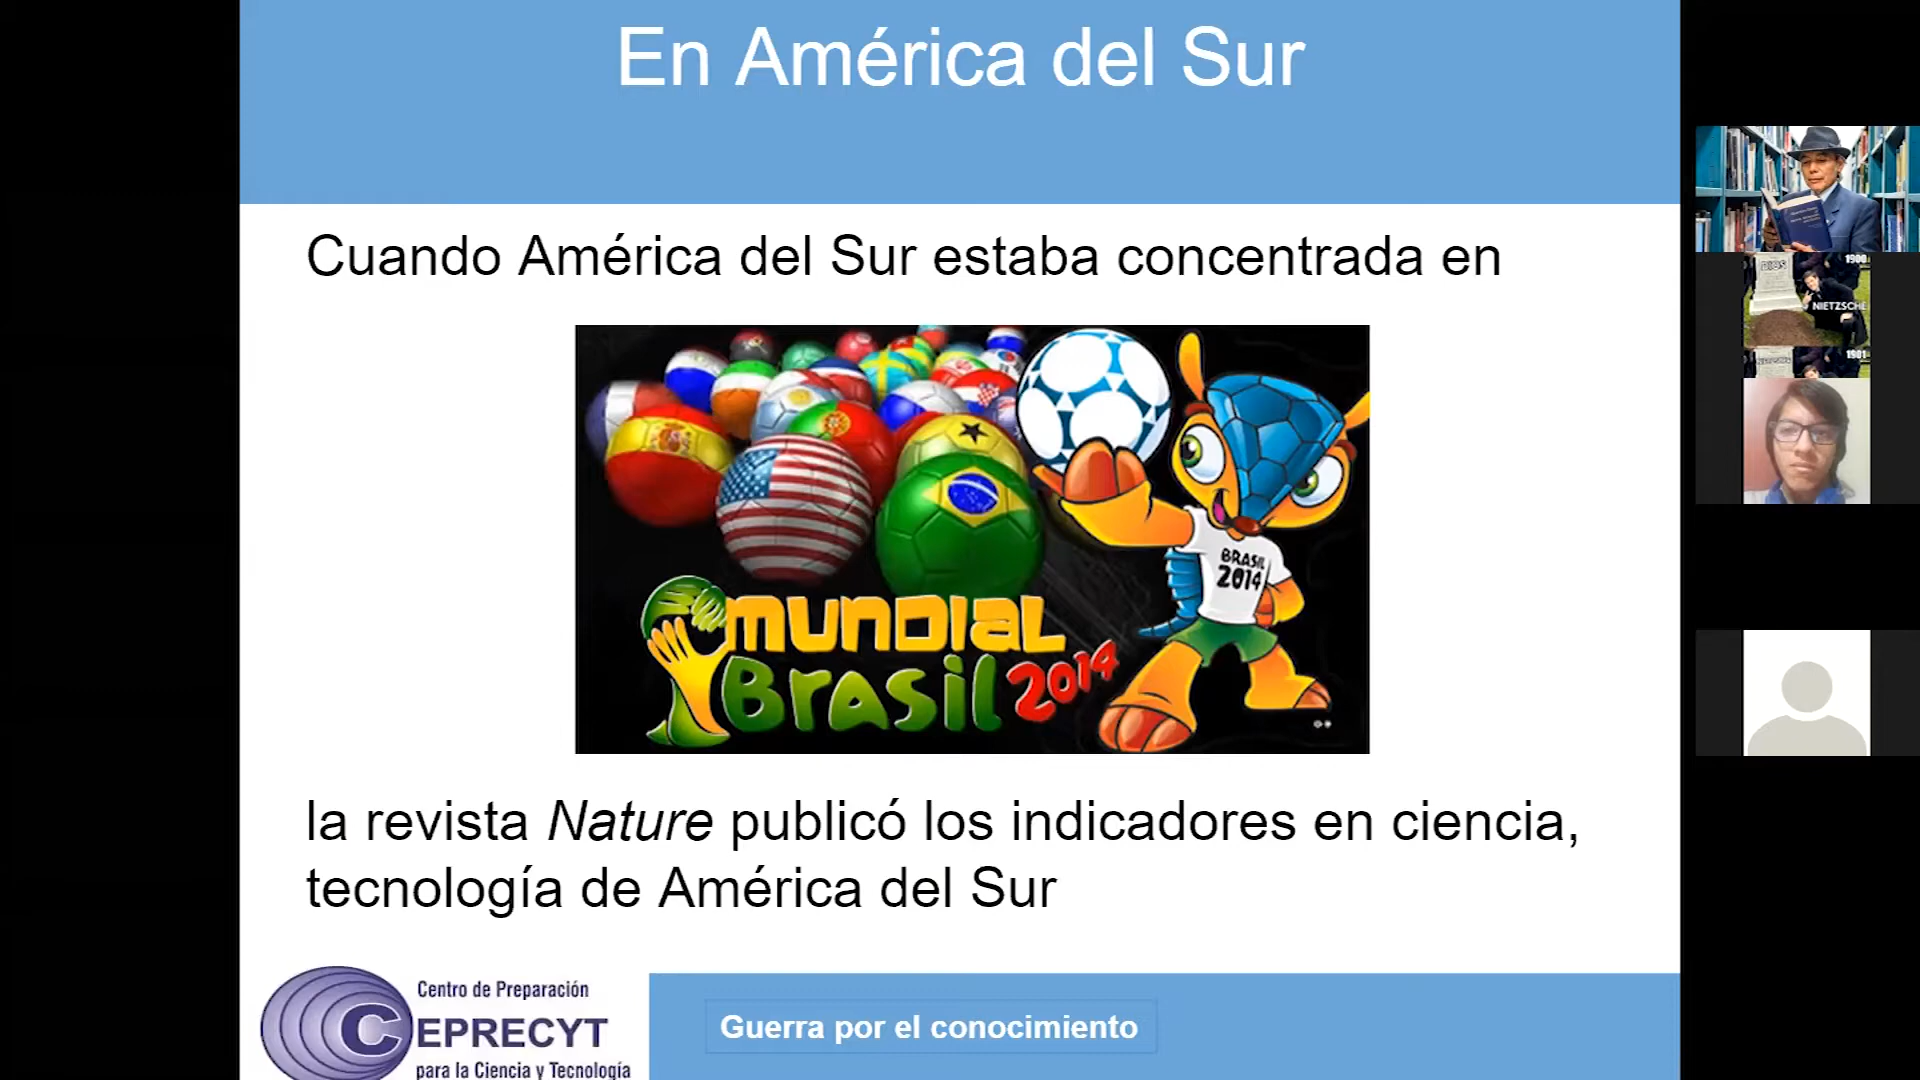 En América del Sur
Cuando América del Sur estaba concentrada en
BRASIL
2014
MUNDIAL
Brasil 2014
la revista Nature publicó los indicadores en ciencia,
tecnología de América del Sur
Centro de Preparación
CEPRECYT
para la Ciencia y Tecnología
Guerra por el conocimiento
1900
DIOS
NIETZSCHE
1901